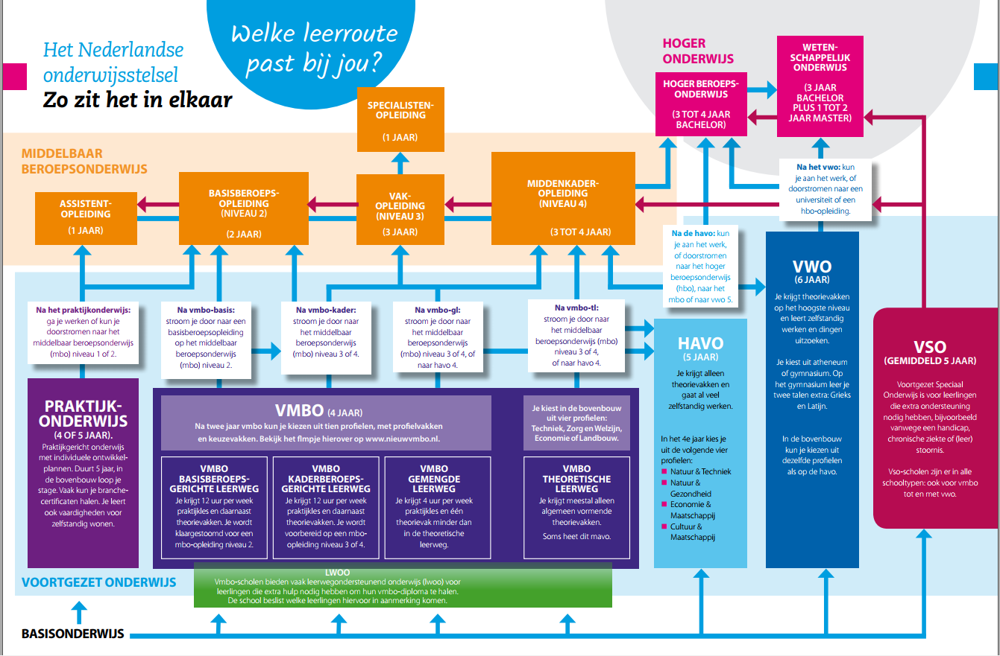 Het Nederlandse
onderwijsstelsel
Zo zit het in elkaar
Welke leerroute
past bij jou?
HOGER
ONDERWIJS
HOGER BEROEPS-
ONDERWIJS
(3 TOT 4 JAAR
BACHELOR)
WETEN-
SCHAPPELIJK
ONDERWIJS
(3 JAAR
BACHELOR
PLUS 1 TOT 2
JAAR MASTER)
SPECIALISTEN-
OPLEIDING
(1 JAAR)
MIDDELBAAR
BEROEPSONDERWIJS
ASSISTENT-
OPLEIDING
(1 JAAR)
BASISBEROEPS-
OPLEIDING
(NIVEAU 2)
(2 JAAR)
VAK-
OPLEIDING
(NIVEAU 3)
(3 JAAR)
MIDDENKADER-
OPLEIDING
(NIVEAU 4)
(3 TOT 4 JAAR)
Na het vwo: kun
je aan het werk, of
doorstromen naar een
universiteit of een
hbo-opleiding.
Na de havo: kun
je aan het werk,
of doorstromen
naar het hoger
beroepsonderwijs
(hbo), naar het
mbo of naar vwo 5.
Na het praktijkonderwijs:
ga je werken of kun je
doorstromen naar het
middelbaar beroepsonderwijs
(mbo) niveau 1 of 2.
Na vmbo-basis:
stroom je door naar een
basisberoepsopleiding
op het middelbaar
beroepsonderwijs
(mbo) niveau 2.
Na vmbo-kader:
stroom je door naar
het middelbaar
beroepsonderwijs
(mbo) niveau 3 of 4.
Na vmbo-gl:
stroom je door naar
het middelbaar
beroepsonderwijs
(mbo) niveau 3 of 4, of
naar havo 4.
Na vmbo-tl:
stroom je door naar
het middelbaar
beroepsonderwijs (mbo)
niveau 3 of 4,
of naar havo 4.
PRAKTIJK-
ONDERWIJS
(4 OF 5 JAAR).
Praktijkgericht onderwijs
met individuele ontwikkel-
plannen. Duurt 5 jaar, in
de bovenbouw loop je
stage. Vaak kun je branche-
certificaten halen. Je leert
ook vaardigheden voor
zelfstandig wonen.
VMBO (4 JAAR)
Na twee jaar vmbo kun je kiezen uit tien profielen, met profielvakken
en keuzevakken. Bekijk het flmpje hierover op www.nieuwvmbo.nl.
Je kiest in de bovenbouw
uit vier profielen:
Techniek, Zorg en Welzijn,
Economie of Landbouw.
VMBO
BASISBEROEPS-
GERICHTE LEERWEG
Je krijgt 12 uur per week
praktijkles en daarnaast
theorievakken. Je wordt
klaargestoomd voor een
mbo-opleiding niveau 2.
VMBO
KADERBEROEPS-
GERICHTE LEERWEG
Je krijgt 12 uur per week
praktijkles en daarnaast
theorievakken. Je wordt
voorbereid op een mbo-
opleiding niveau 3 of 4.
VMBO
GEMENGDE
LEERWEG
Je krijgt 4 uur per week
praktijkles en één
theorievak minder dan
in de theoretische
leerweg.
VMBO
THEORETISCHE
LEERWEG
Je krijgt meestal alleen
algemeen vormende
theorievakken.
Soms heet dit mavo.
HAVO
(5 JAAR)
Je krijgt alleen
theorievakken en
gaat al veel
zelfstandig werken.
In het 4e jaar kies je
uit de volgende vier
profielen:
Natuur & Techniek
Natuur &
Gezondheid
Economie &
Maatschappij
Cultuur &
Maatschappij
VWO
(6 JAAR)
Je krijgt theorievakken
op het hoogste niveau
en leert zelfstandig
werken en dingen
uitzoeken.
Je kiest uit atheneum
of gymnasium. Op
het gymnasium leer je
twee talen extra: Grieks
en Latijn.
In de bovenbouw
kun je kiezen uit
dezelfde profielen
als op de havo.
VSO
(GEMIDDELD 5 JAAR)
Voortgezet Speciaal
Onderwijs is voor leerlingen
die extra ondersteuning
nodig hebben, bijvoorbeeld
vanwege een handicap,
chronische ziekte of (leer)
stoornis.
Vso-scholen zijn er in alle
schooltypen: ook voor vmbo
tot en met vwo.
VOORTGEZET ONDERWIJS
LWOO
Vmbo-scholen bieden vaak leerwegondersteunend onderwijs (lwoo) voor
leerlingen die extra hulp nodig hebben om hun vmbo-diploma te halen.
De school beslist welke leerlingen hiervoor in aanmerking komen.
BASISONDERWIJS